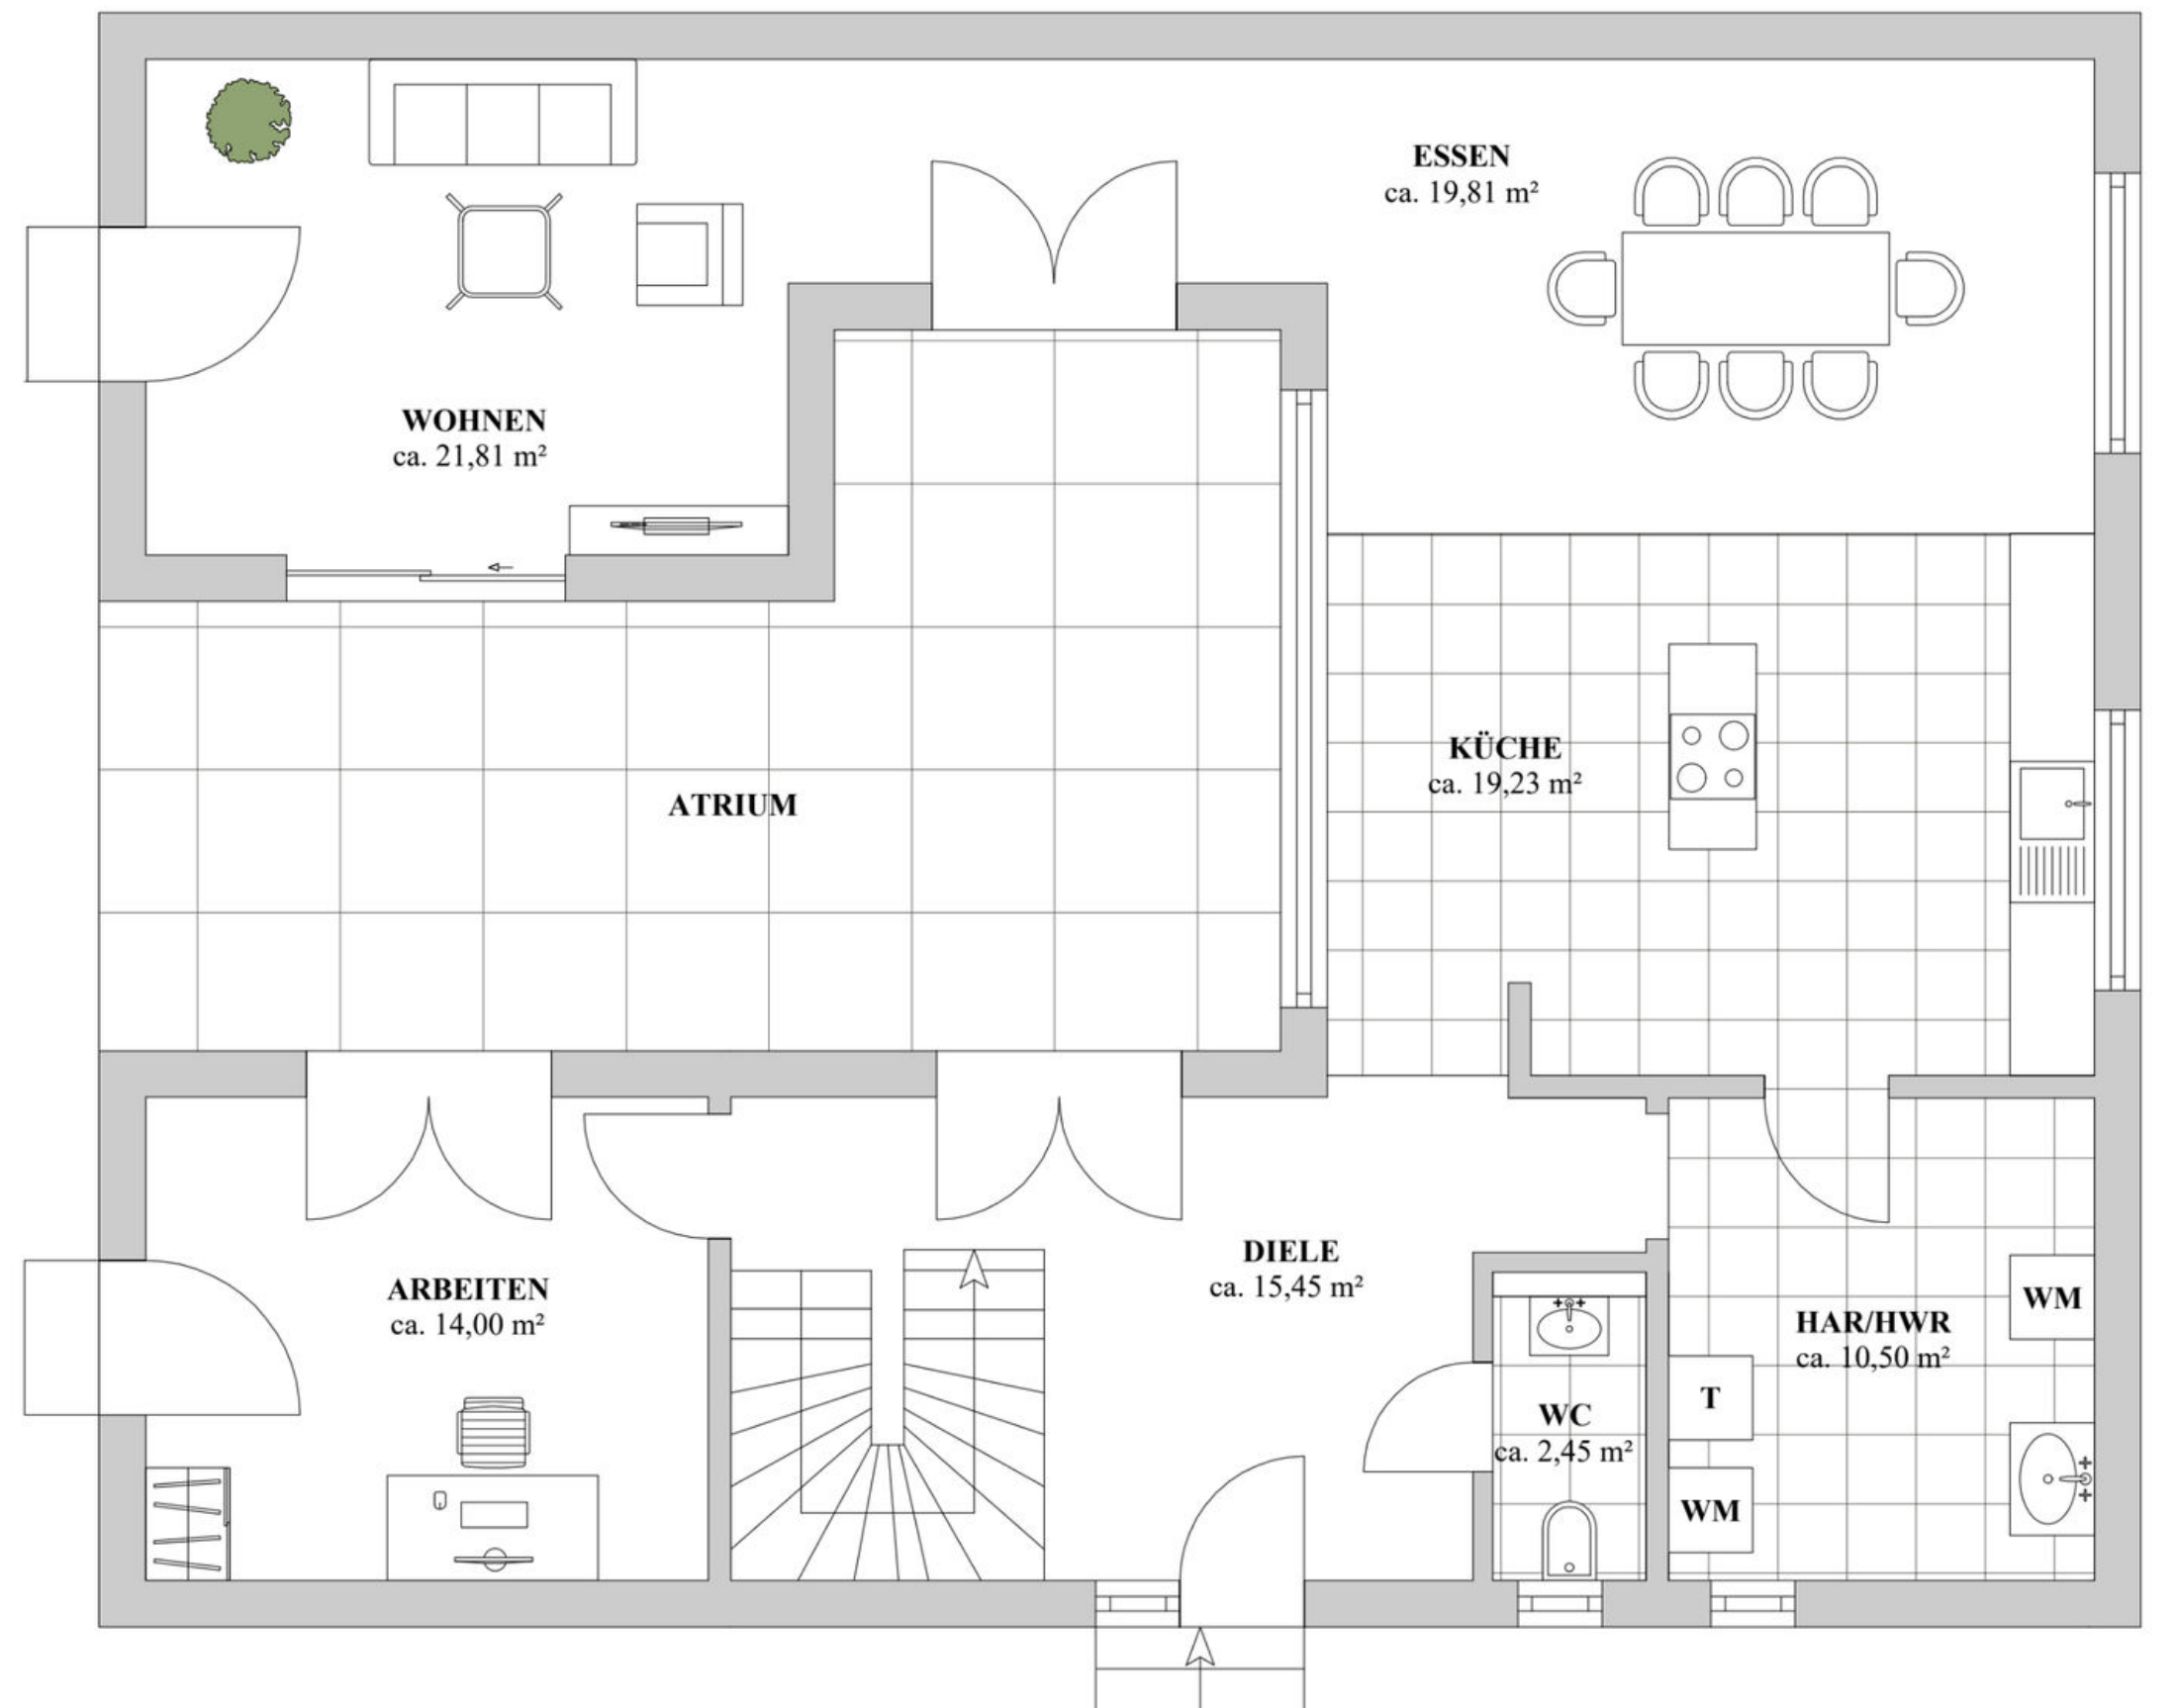 ESSEN
ca. 19,81 m²
WOHNEN
ca. 21,81 m²
KÜCHE
ca. 19,23 m²
ATRIUM
DIELE
ca. 15,45 m²
ARBEITEN
ca. 14,00 m²
WM
HAR/HWR
ca. 10,50 m²
T
WC
ca. 2,45 m²
WM